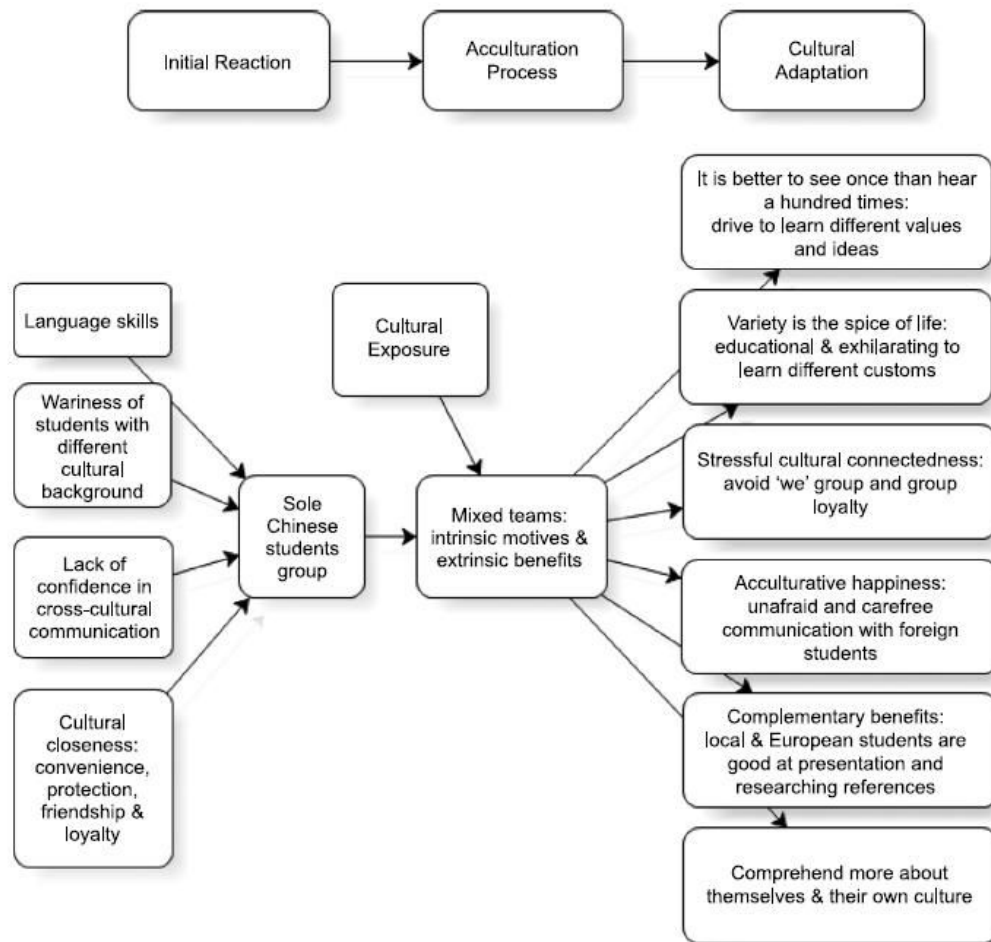 Initial Reaction
Acculturation
Process
Cultural
Adaptation
Language skills
Wariness of
students with
different
cultural
background
Lack of
confidence in
cross-cultural
communication
Cultural
closeness:
convenience,
protection,
friendship &
loyalty
Sole
Chinese
students
group
Cultural
Exposure
Mixed teams:
intrinsic motives &
extrinsic benefits
It is better to see once than hear
a hundred times:
drive to learn different values
and ideas
Variety is the spice of life:
educational & exhilarating to
learn different customs
Stressful cultural connectedness:
avoid ‘we’ group and group
loyalty
Acculturative happiness:
unafraid and carefree
communication with foreign
students
Complementary benefits:
local & European students are
good at presentation and
researching references
Comprehend more about
themselves & their own culture